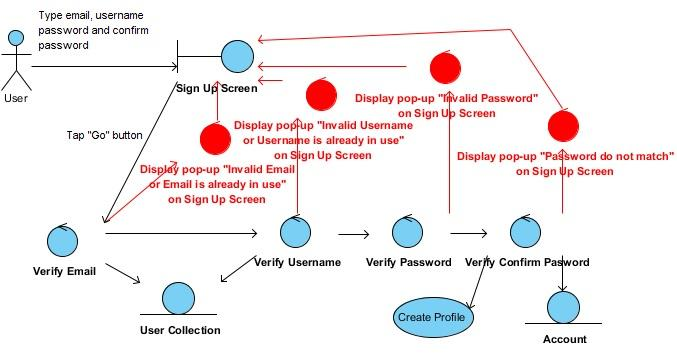 Type email, username
password and confirm
password
User
Sign Up Screen
Tap "Go" button
Display pop-up "Invalid Email
or Email is already in use"
on Sign Up Screen
Display pop-up "Invalid Username
or Username is already in use"
on Sign Up Screen
Display pop-up "Invalid Password"
on Sign Up Screen
Display pop-up "Password do not match"
on Sign Up Screen
Verify Email
Verify Username
Verify Password
Verify Confirm Pasword
User Collection
Create Profile
Account